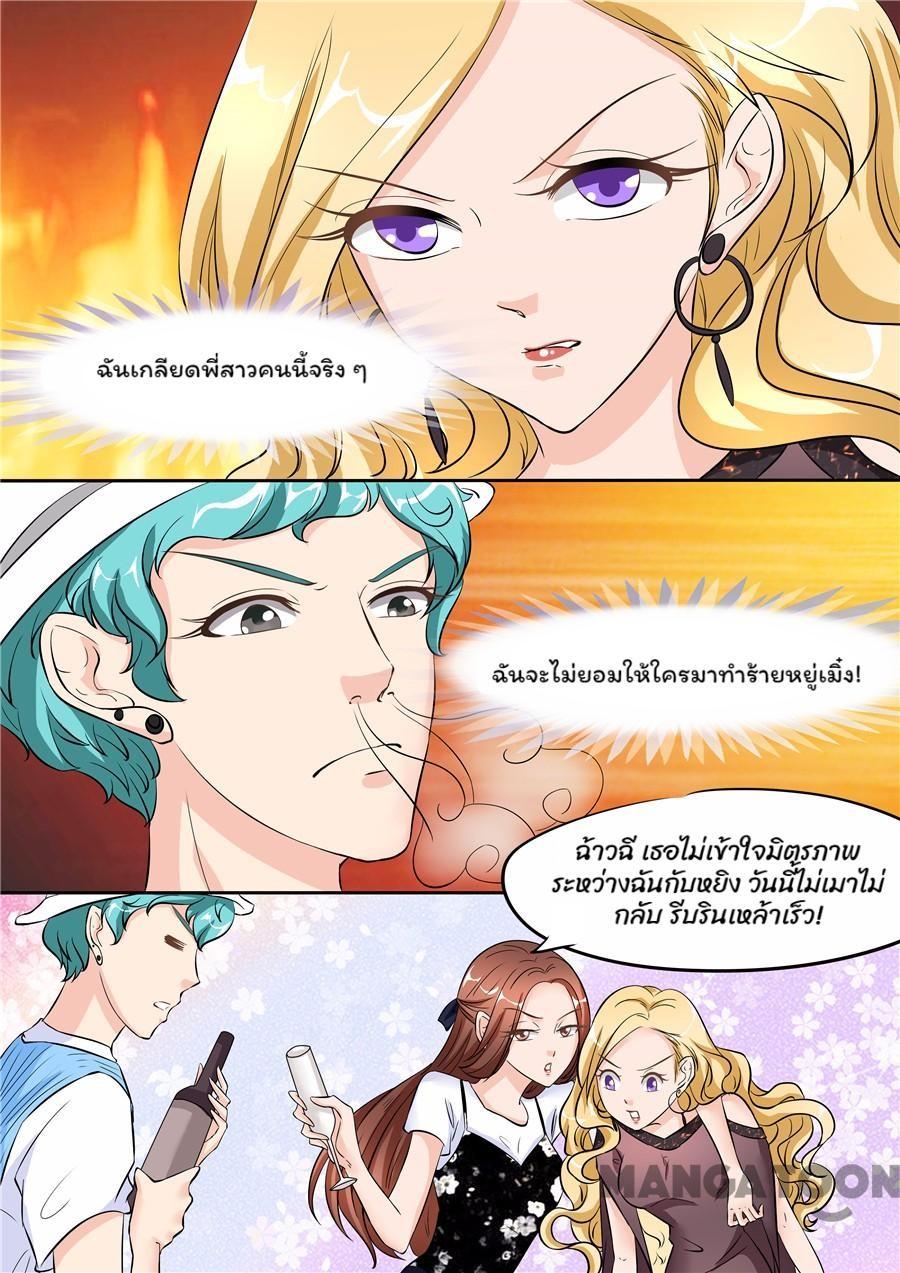 ฉันเกลียดพี่สาวคนนี้จริง ๆ
ฉันจะไม่ยอมให้ใครมาทำร้ายหยู่เมิ๋ง!
ฉ้าวฉี เธอไม่เข้าใจมิตรภาพ
ระหว่างฉันกับหยิง วันนี้ไม่เมาไม่
กลับ รีบรินเหล้าเร็ว!
MANGATOON